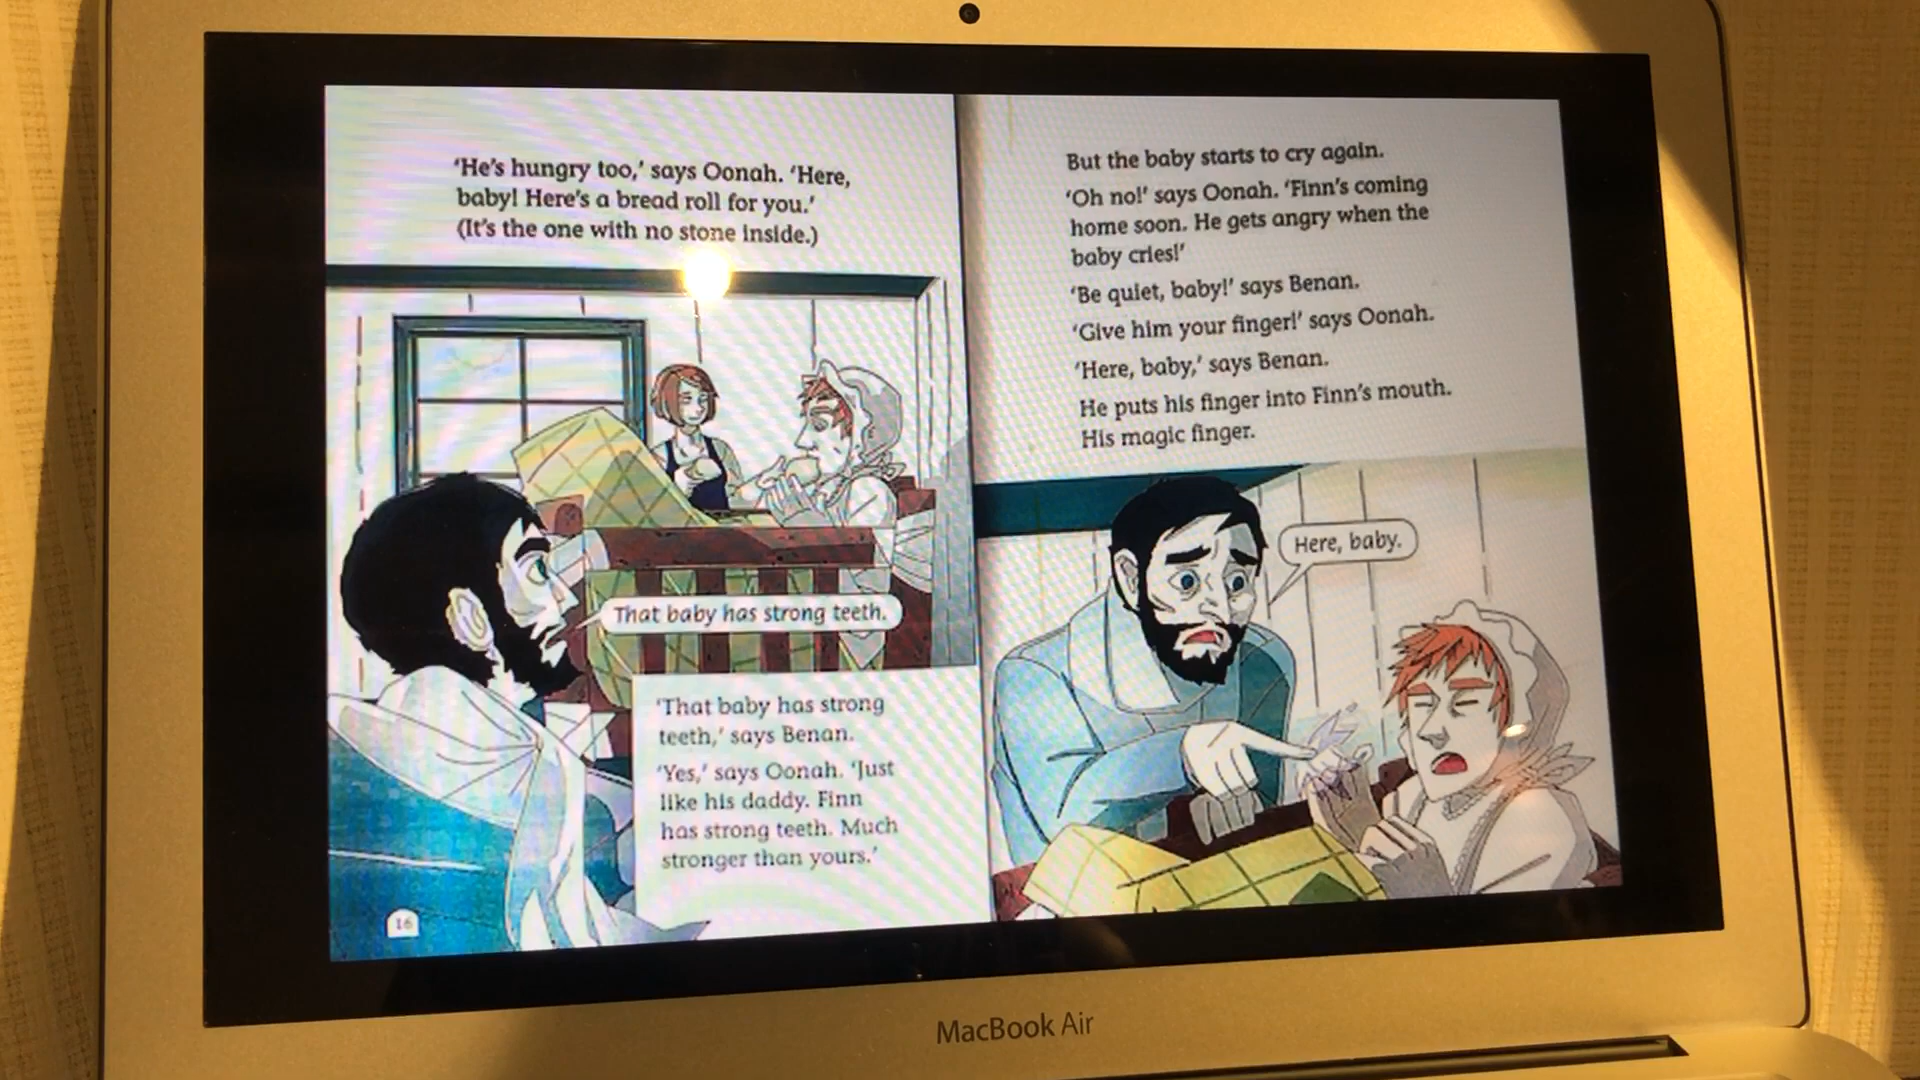 ‘He’s hungry too,’ says Oonah. ‘Here,
baby! Here’s a bread roll for you.’
(It’s the one with no stone inside.)
That baby has strong teeth.
‘That baby has strong
teeth,’ says Benan.
‘Yes,’ says Oonah. ‘Just
like his daddy. Finn
has strong teeth. Much
stronger than yours.’
16
But the baby starts to cry again.
‘Oh no!’ says Oonah. ‘Finn’s coming
home soon. He gets angry when the
baby cries!’
‘Be quiet, baby!’ says Benan.
‘Give him your finger!’ says Oonah.
‘Here, baby,’ says Benan.
He puts his finger into Finn’s mouth.
His magic finger.
Here, baby.
MacBook Air